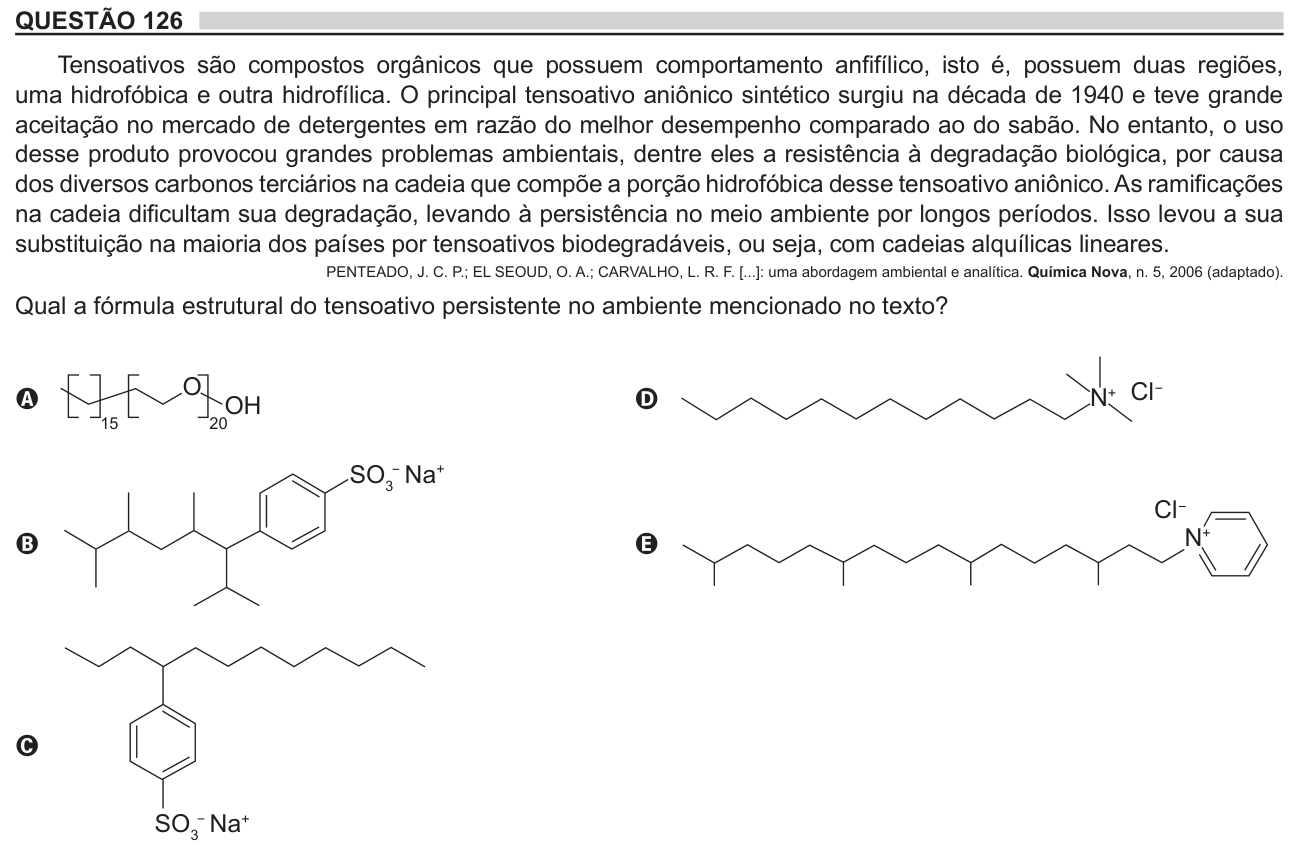 QUESTÃO 126
Tensoativos são compostos orgânicos que possuem comportamento anfifílico, isto é, possuem duas regiões,
uma hidrofóbica e outra hidrofílica. O principal tensoativo aniônico sintético surgiu na década de 1940 e teve grande
aceitação no mercado de detergentes em razão do melhor desempenho comparado ao do sabão. No entanto, o uso
desse produto provocou grandes problemas ambientais, dentre eles a resistência à degradação biológica, por causa
dos diversos carbonos terciários na cadeia que compõe a porção hidrofóbica desse tensoativo aniônico. As ramificações
na cadeia dificultam sua degradação, levando à persistência no meio ambiente por longos períodos. Isso levou a sua
substituição na maioria dos países por tensoativos biodegradáveis, ou seja, com cadeias alquílicas lineares.
PENTEADO, J. C. P.; EL SEOUD, O. A.; CARVALHO, L. R. F. [...]: uma abordagem ambiental e analítica. Química Nova, n. 5, 2006 (adaptado).
Qual a fórmula estrutural do tensoativo persistente no ambiente mencionado no texto?
A
O
OH
15
20
B
SO₃⁻ Na⁺
C
SO₃⁻ Na⁺
D
N⁺ Cl⁻
E
Cl⁻
N⁺